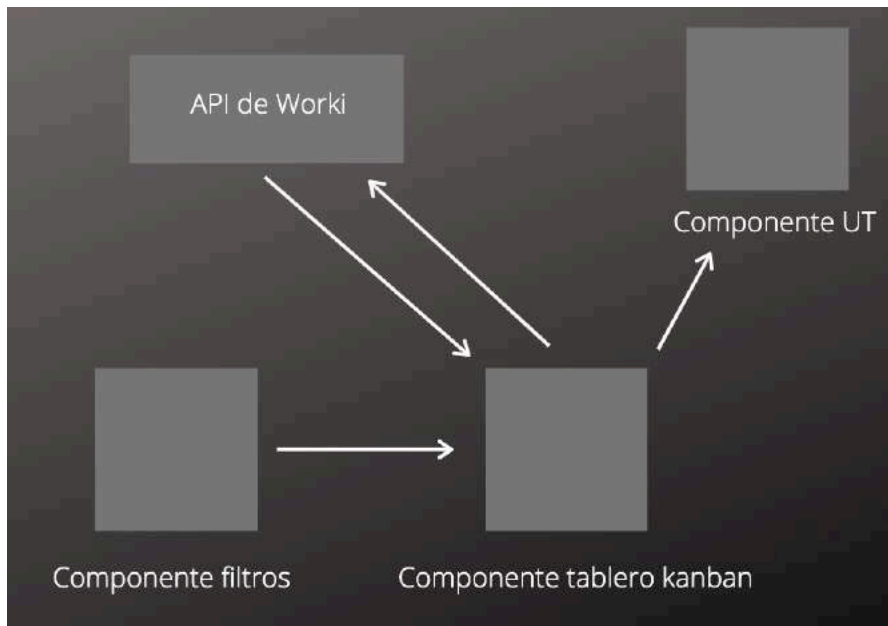 API de Worki
Componente UT
Componente filtros
Componente tablero kanban